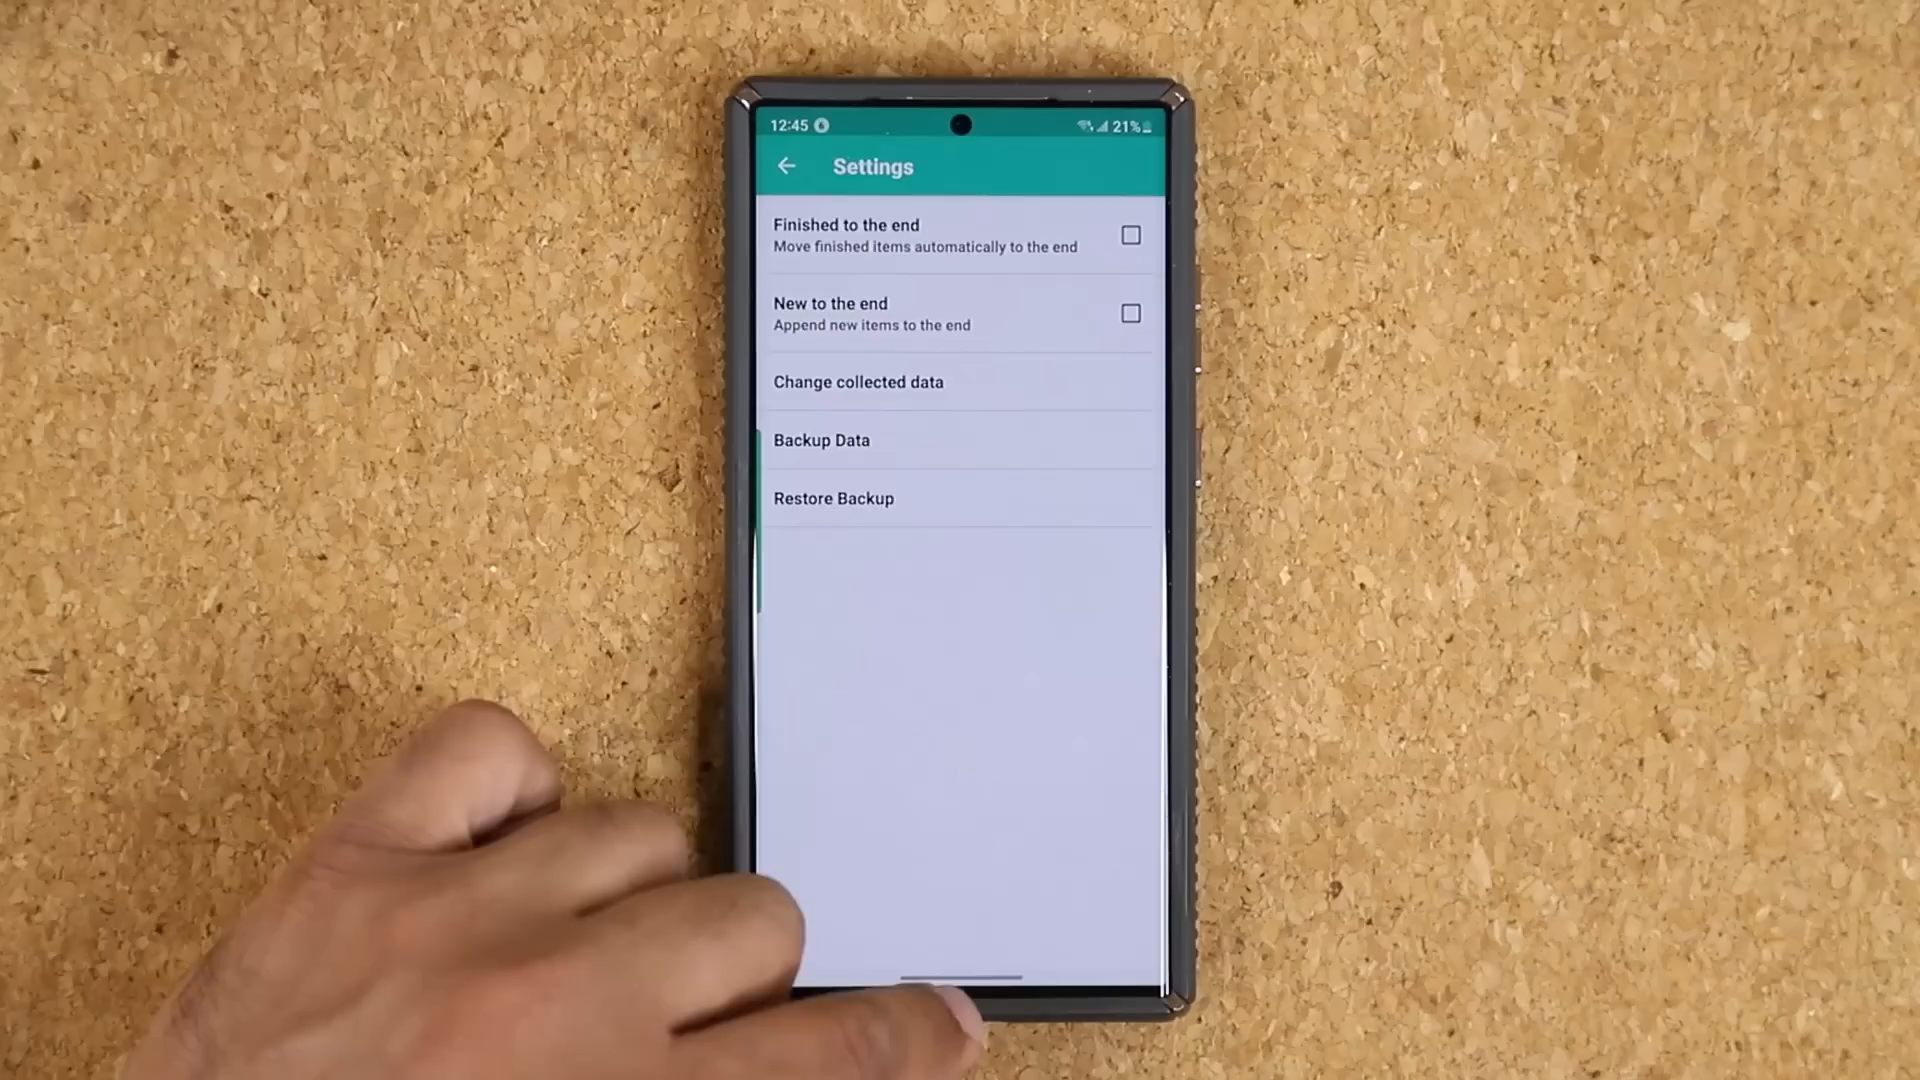 12:45 21%
Settings
Finished to the end
Move finished items automatically to the end
New to the end
Append new items to the end
Change collected data
Backup Data
Restore Backup